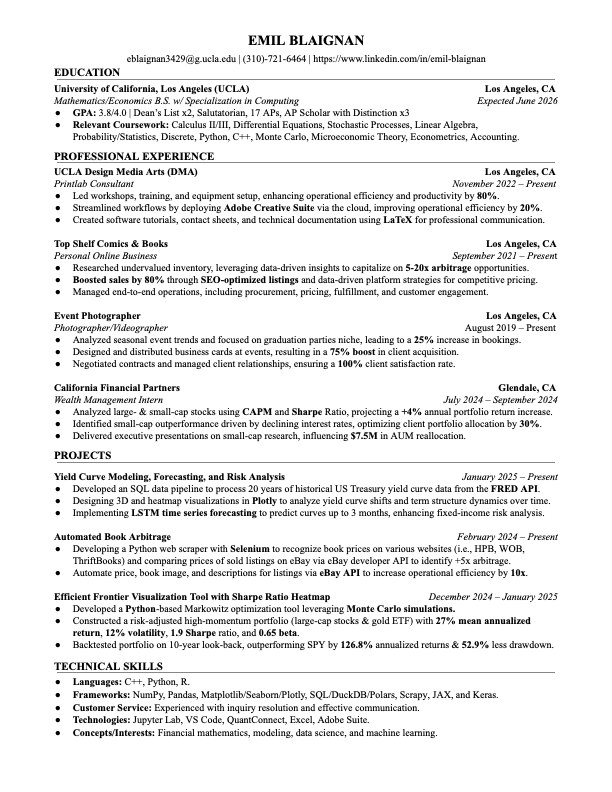 EMIL BLAIGNAN
eblaignan3429@g.ucla.edu | (310)-721-6464 | https://www.linkedin.com/in/emil-blaignan
EDUCATION
University of California, Los Angeles (UCLA) Los Angeles, CA
Mathematics/Economics B.S. w/ Specialization in Computing Expected June 2026
● GPA: 3.8/4.0 | Dean's List x2, Salutatorian, 17 APs, AP Scholar with Distinction x3
● Relevant Coursework: Calculus II/III, Differential Equations, Stochastic Processes, Linear Algebra,
Probability/Statistics, Discrete, Python, C++, Monte Carlo, Microeconomic Theory, Econometrics, Accounting.
PROFESSIONAL EXPERIENCE
UCLA Design Media Arts (DMA) Los Angeles, CA
Printlab Consultant November 2022 – Present
● Led workshops, training, and equipment setup, enhancing operational efficiency and productivity by 80%.
● Streamlined workflows by deploying Adobe Creative Suite via the cloud, improving operational efficiency by 20%.
● Created software tutorials, contact sheets, and technical documentation using LaTeX for professional communication.
Top Shelf Comics & Books Los Angeles, CA
Personal Online Business September 2021 – Present
● Researched undervalued inventory, leveraging data-driven insights to capitalize on 5-20x arbitrage opportunities.
● Boosted sales by 80% through SEO-optimized listings and data-driven platform strategies for competitive pricing.
● Managed end-to-end operations, including procurement, pricing, fulfillment, and customer engagement.
Event Photographer Los Angeles, CA
Photographer/Videographer August 2019 – Present
● Analyzed seasonal event trends and focused on graduation parties niche, leading to a 25% increase in bookings.
● Designed and distributed business cards at events, resulting in a 75% boost in client acquisition.
● Negotiated contracts and managed client relationships, ensuring a 100% client satisfaction rate.
California Financial Partners Glendale, CA
Wealth Management Intern July 2024 – September 2024
● Analyzed large- & small-cap stocks using CAPM and Sharpe Ratio, projecting a +4% annual portfolio return increase.
● Identified small-cap outperformance driven by declining interest rates, optimizing client portfolio allocation by 30%.
● Delivered executive presentations on small-cap research, influencing $7.5M in AUM reallocation.
PROJECTS
Yield Curve Modeling, Forecasting, and Risk Analysis January 2025 – Present
● Developed an SQL data pipeline to process 20 years of historical US Treasury yield curve data from the FRED API.
● Designing 3D and heatmap visualizations in Plotly to analyze yield curve shifts and term structure dynamics over time.
● Implementing LSTM time series forecasting to predict curves up to 3 months, enhancing fixed-income risk analysis.
Automated Book Arbitrage February 2024 – Present
● Developing a Python web scraper with Selenium to recognize book prices on various websites (i.e., HPB, WOB,
ThriftBooks) and comparing prices of sold listings on eBay via eBay developer API to identify +5x arbitrage.
● Automate price, book image, and descriptions for listings via eBay API to increase operational efficiency by 10x.
Efficient Frontier Visualization Tool with Sharpe Ratio Heatmap December 2024 – January 2025
● Developed a Python-based Markowitz optimization tool leveraging Monte Carlo simulations.
● Constructed a risk-adjusted high-momentum portfolio (large-cap stocks & gold ETF) with 27% mean annualized
return, 12% volatility, 1.9 Sharpe ratio, and 0.65 beta.
● Backtested portfolio on 10-year look-back, outperforming SPY by 126.8% annualized returns & 52.9% less drawdown.
TECHNICAL SKILLS
● Languages: C++, Python, R.
● Frameworks: NumPy, Pandas, Matplotlib/Seaborn/Plotly, SQL/DuckDB/Polars, Scrapy, JAX, and Keras.
● Customer Service: Experienced with inquiry resolution and effective communication.
● Technologies: Jupyter Lab, VS Code, QuantConnect, Excel, Adobe Suite.
● Concepts/Interests: Financial mathematics, modeling, data science, and machine learning.